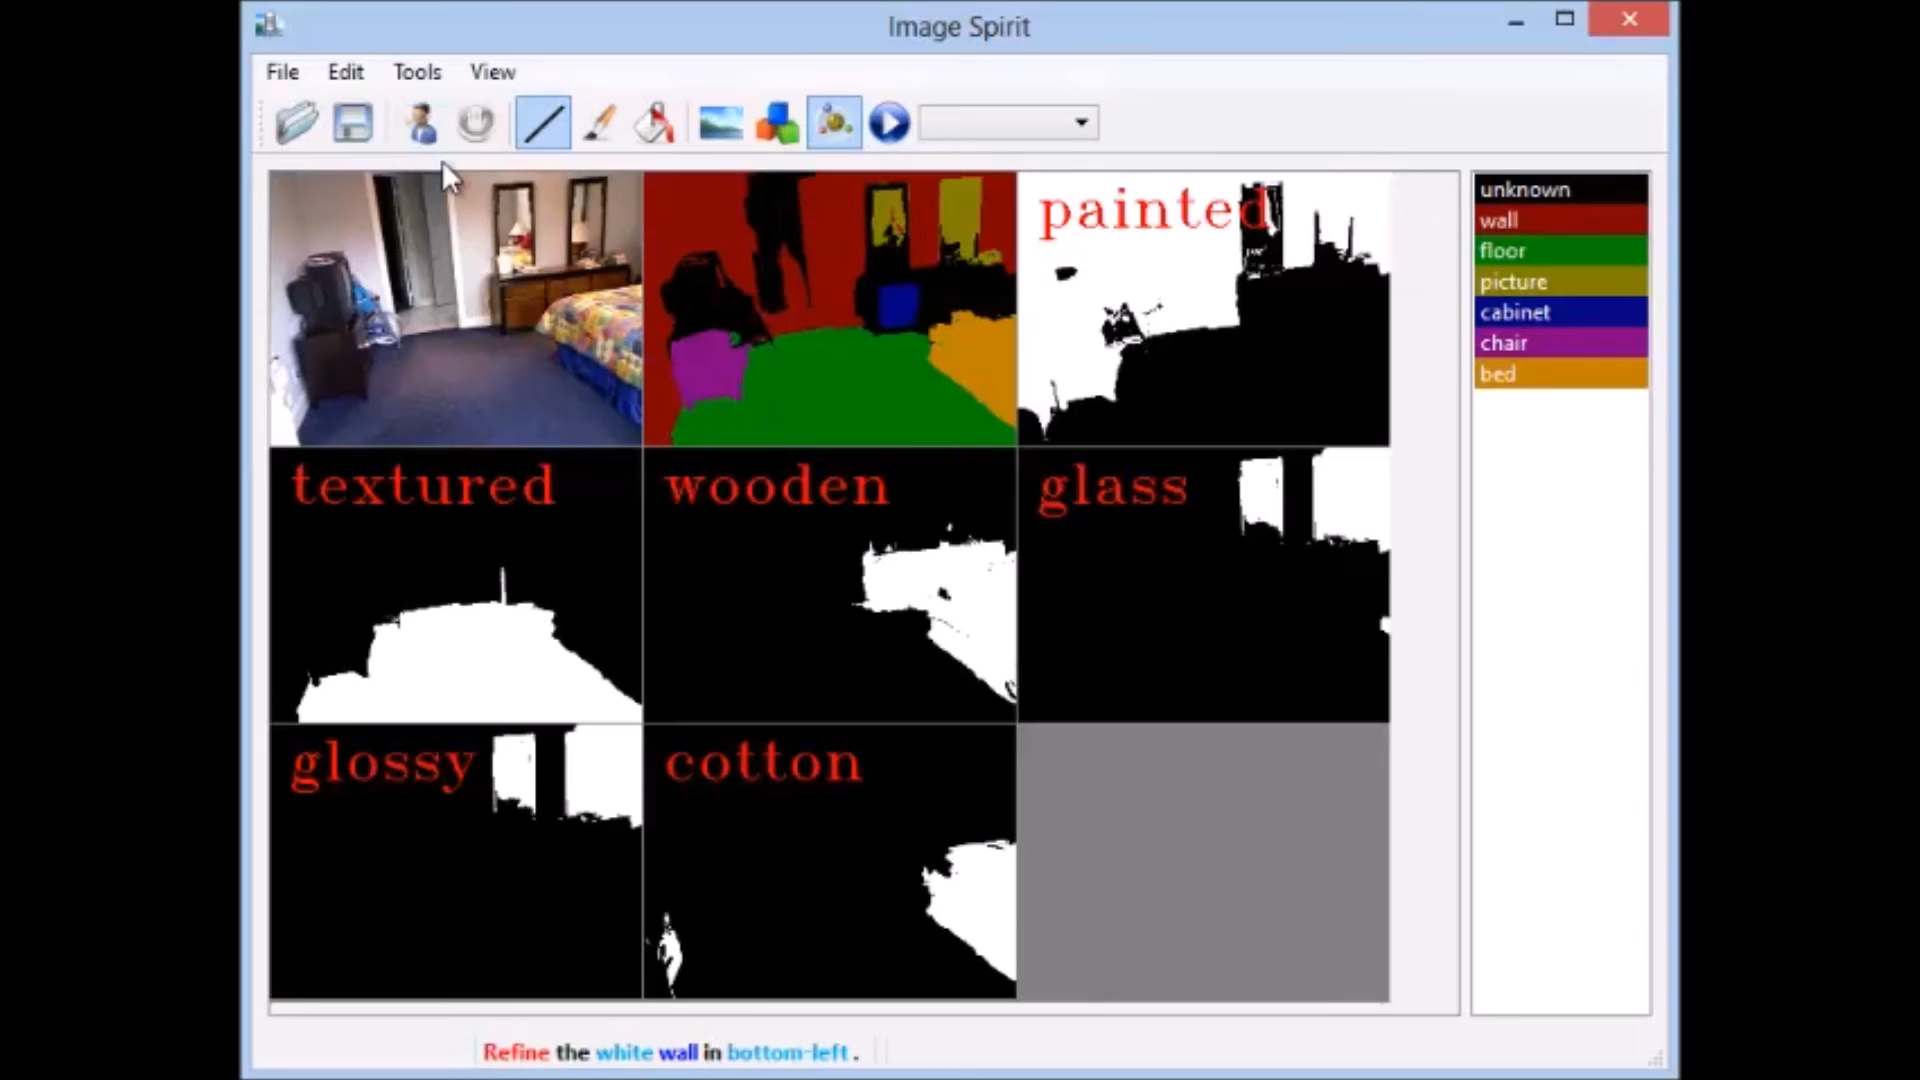 Image Spirit
File Edit Tools View
painted
textured
wooden
glass
glossy
cotton
unknown
wall
floor
picture
cabinet
chair
bed
Refine the white wall in bottom-left .